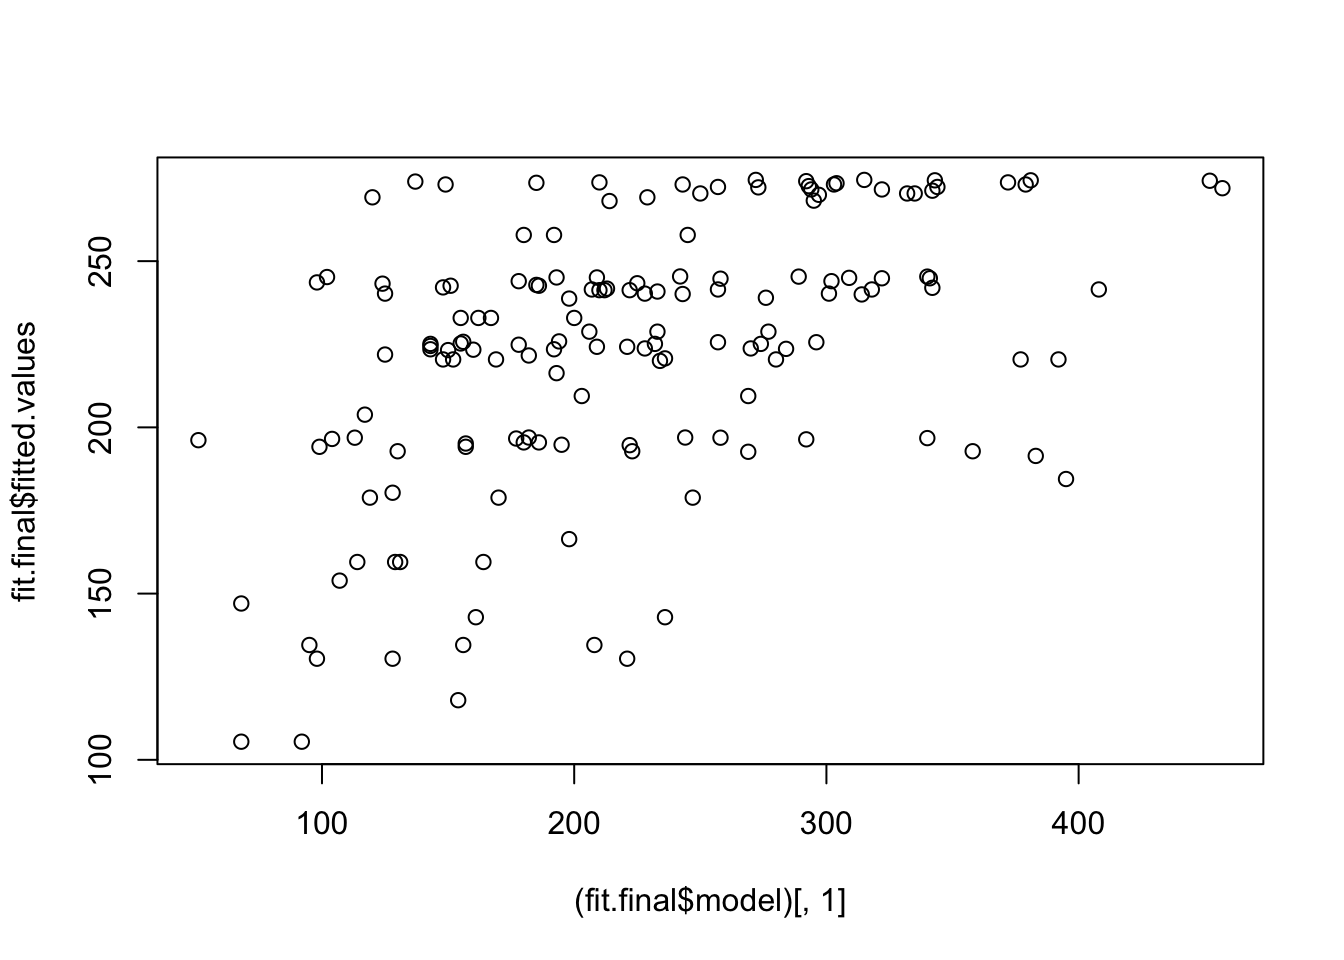 fit.final$fitted.values
250
200
150
100
100 200 300 400
(fit.final$model)[, 1]